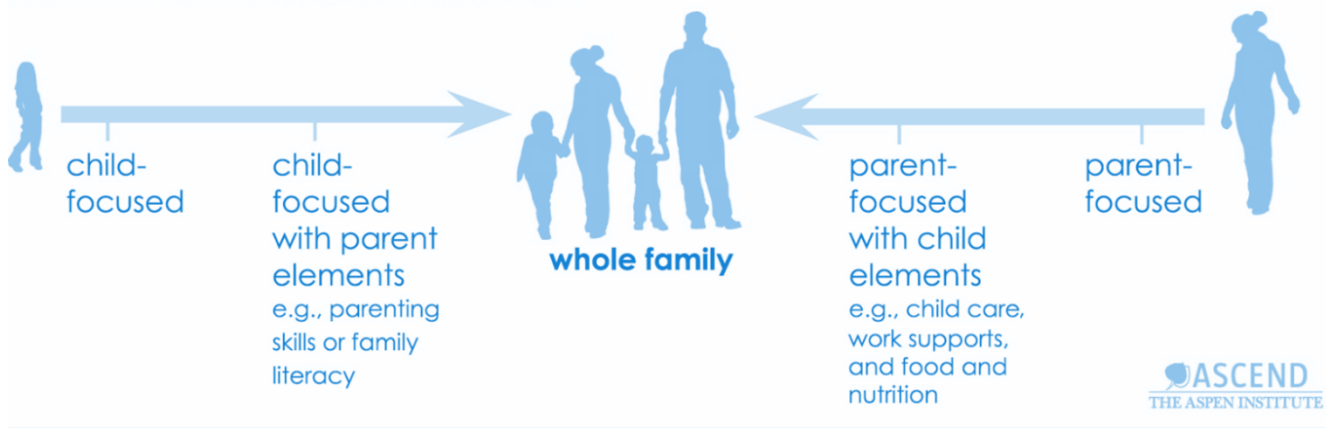 child-
focused
child-
focused
with parent
elements
e.g., parenting
skills or family
literacy
whole family
parent-
focused
with child
elements
e.g., child care,
work supports,
and food and
nutrition
parent-
focused
ASCEND
THE ASPEN INSTITUTE